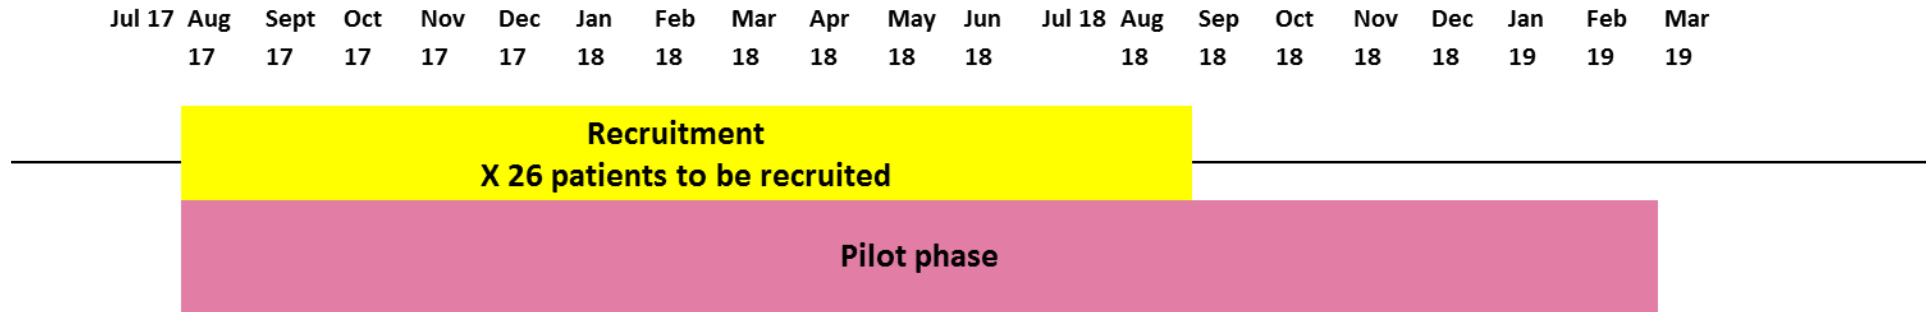 Jul 17 Aug Sept Oct Nov Dec Jan Feb Mar Apr May Jun Jul 18 Aug Sep Oct Nov Dec Jan Feb Mar
17 17 17 17 17 18 18 18 18 18 18 18 18 18 18 18 19 19 19
Recruitment
X 26 patients to be recruited
Pilot phase